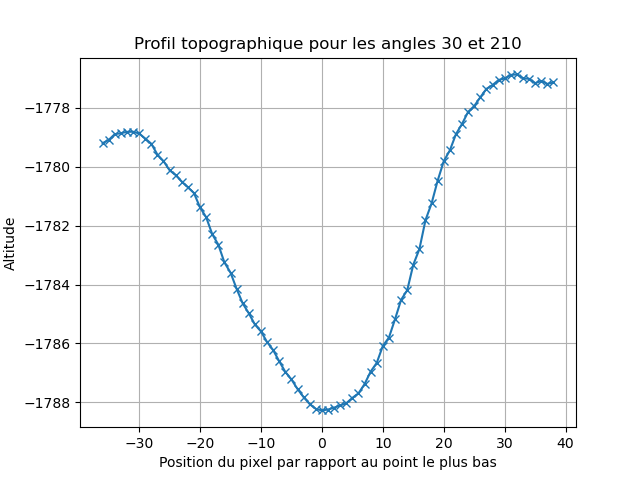 Profil topographique pour les angles 30 et 210
Altitude
−1778
−1780
−1782
−1784
−1786
−1788
−30 −20 −10 0 10 20 30 40
Position du pixel par rapport au point le plus bas